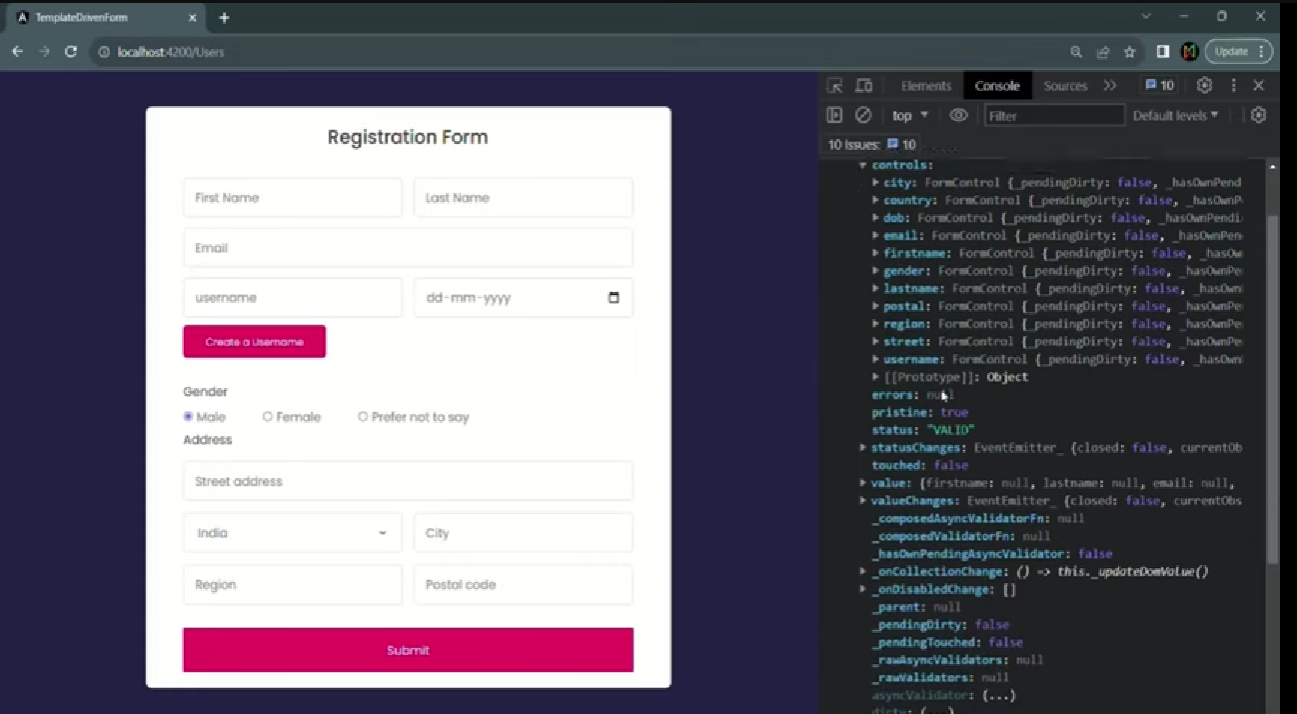 TemplateDrivenForm
localhost:4200/Users
Update
Registration Form
First Name
Last Name
Email
username
dd-mm-yyyy
Create a Username
Gender
Male
Female
Prefer not to say
Address
Street address
India
City
Region
Postal code
Submit
Elements Console Sources 10
top Filter Default levels
10 Issues: 10
controls:
city: FormControl {_pendingDirty: false, _hasOwnPend
country: FormControl {_pendingDirty: false, _hasOwnP
dob: FormControl {_pendingDirty: false, _hasOwnPendi
email: FormControl {_pendingDirty: false, _hasOwnPen
firstname: FormControl {_pendingDirty: false, _hasOw
gender: FormControl {_pendingDirty: false, _hasOwnPe
lastname: FormControl {_pendingDirty: false, _hasOwn
postal: FormControl {_pendingDirty: false, _hasOwnPe
region: FormControl {_pendingDirty: false, _hasOwnPe
street: FormControl {_pendingDirty: false, _hasOwnPe
username: FormControl {_pendingDirty: false, _hasOwn
[[Prototype]]: Object
errors: null
pristine: true
status: "VALID"
statusChanges: EventEmitter_ {closed: false, currentOb
touched: false
value: {firstname: null, lastname: null, email: null,
valueChanges: EventEmitter_ {closed: false, currentObs
_composedAsyncValidatorFn: null
_composedValidatorFn: null
_hasOwnPendingAsyncValidator: false
_onCollectionChange: () => this._updateDomValue()
_onDisabledChange: []
_parent: null
_pendingDirty: false
_pendingTouched: false
_rawAsyncValidators: null
_rawValidators: null
asyncValidator: (...)
dirty: (...)